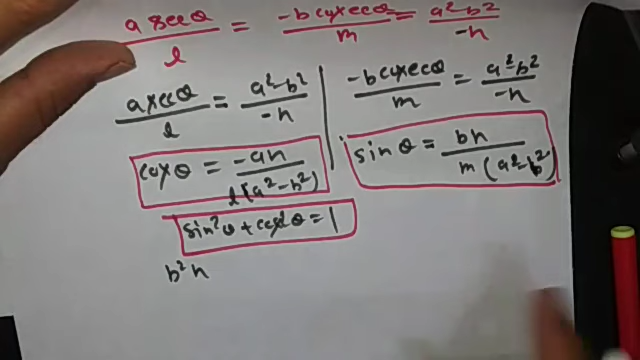 a secθ / l = -b cosecθ / m = a²-b² / -n
a secθ / l = a²-b² / -n
cosθ = -an / l(a²-b²)
-b cosecθ / m = a²-b² / -n
sinθ = bn / m(a²-b²)
sin²θ + cos²θ = 1
b²n